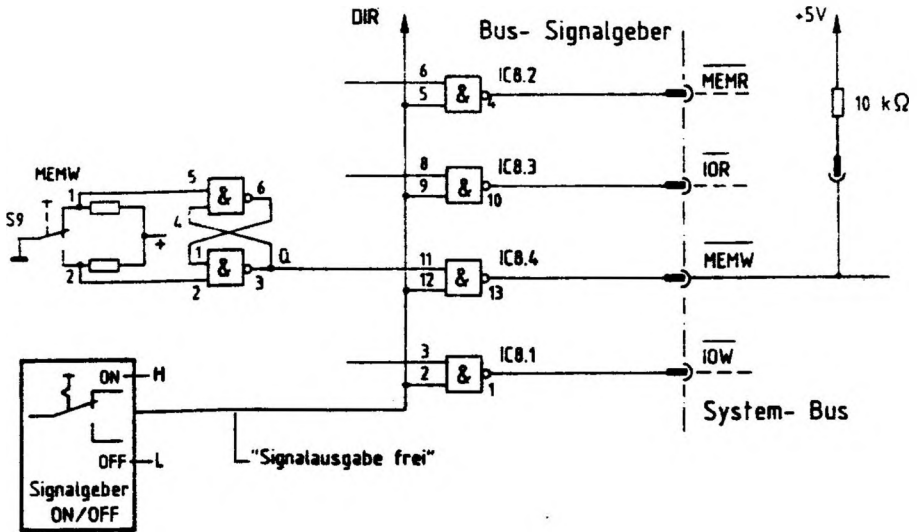 DIR
Bus- Signalgeber
+5V
6
5
&
4
IC8.2
MEMR
10 kΩ
8
9
&
10
IC8.3
IOR
MEMW
S9
1
2
+
5
4
&
6
1
2
&
3
Q
11
12
&
13
IC8.4
MEMW
3
2
&
1
IC8.1
IOW
System- Bus
ON
H
OFF
L
Signalgeber
ON/OFF
"Signalausgabe frei"